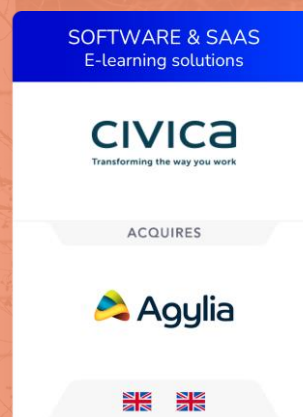 SOFTWARE & SAAS
E-learning solutions
CIVICA
Transforming the way you work
ACQUIRES
Agylia